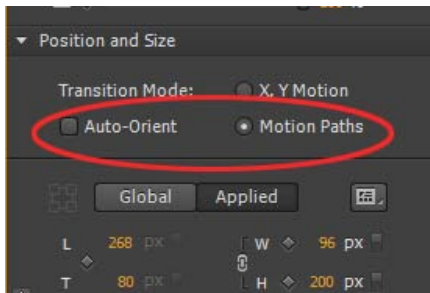 Position and Size
Transition Mode: X, Y Motion
Auto-Orient Motion Paths
Global Applied
L 268 px W 96 px
T 80 px H 200 px